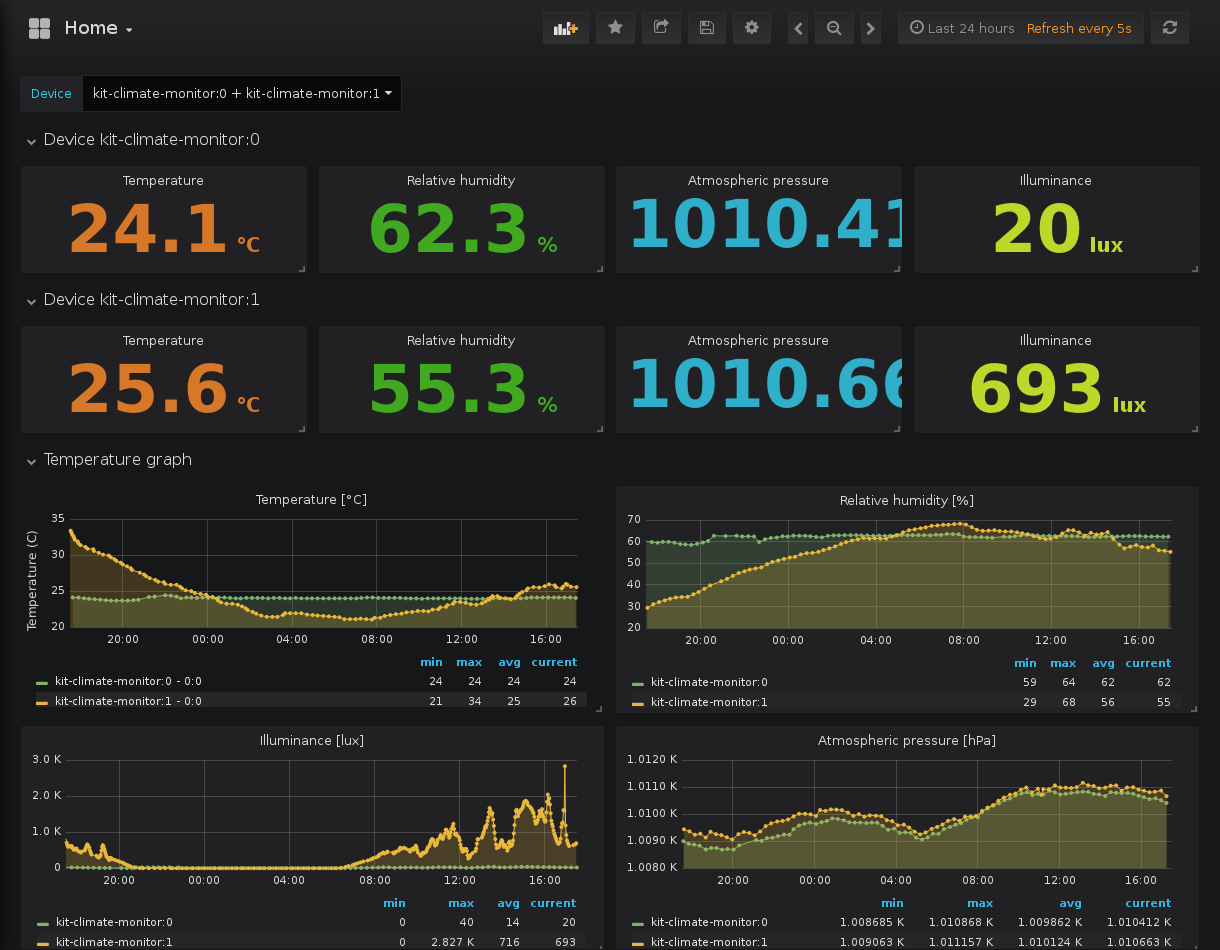 Home
Last 24 hours Refresh every 5s
Device kit-climate-monitor:0 + kit-climate-monitor:1
Device kit-climate-monitor:0
Temperature Relative humidity Atmospheric pressure Illuminance
24.1 °C 62.3 % 1010.41 20 lux
Device kit-climate-monitor:1
Temperature Relative humidity Atmospheric pressure Illuminance
25.6 °C 55.3 % 1010.66 693 lux
Temperature graph
Temperature [°C]
Temperature (C)
35
30
25
20
20:00 00:00 04:00 08:00 12:00 16:00
min max avg current
kit-climate-monitor:0 - 0:0 24 24 24 24
kit-climate-monitor:1 - 0:0 21 34 25 26
Relative humidity [%]
70
60
50
40
30
20
20:00 00:00 04:00 08:00 12:00 16:00
min max avg current
kit-climate-monitor:0 59 64 62 62
kit-climate-monitor:1 29 68 56 55
Illuminance [lux]
3.0 K
2.0 K
1.0 K
0
20:00 00:00 04:00 08:00 12:00 16:00
min max avg current
kit-climate-monitor:0 0 40 14 20
kit-climate-monitor:1 0 2.827 K 716 693
Atmospheric pressure [hPa]
1.0120 K
1.0110 K
1.0100 K
1.0090 K
1.0080 K
20:00 00:00 04:00 08:00 12:00 16:00
min max avg current
kit-climate-monitor:0 1.008685 K 1.010868 K 1.009862 K 1.010412 K
kit-climate-monitor:1 1.009063 K 1.011157 K 1.010124 K 1.010663 K